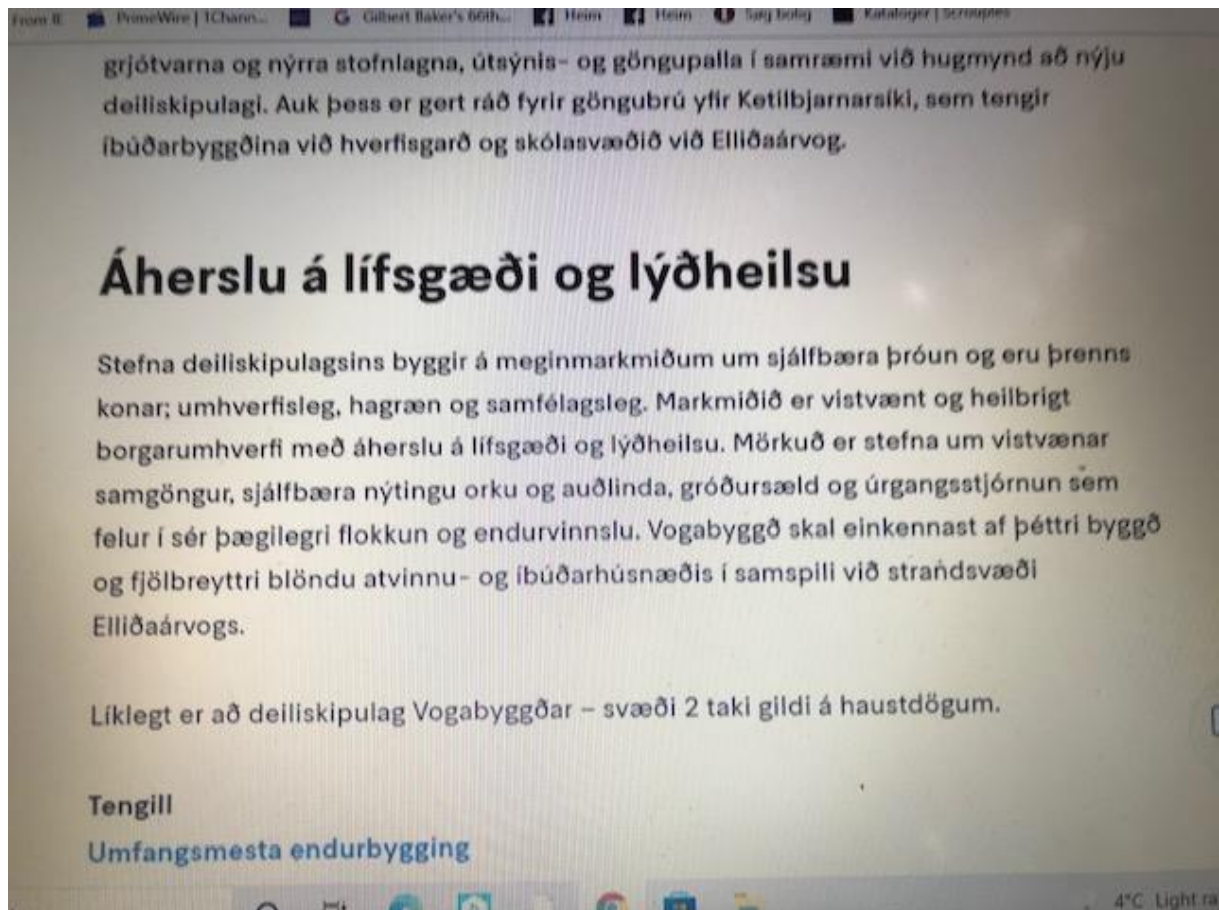 From IE PrimeWire | 1Chann... G Gilbert Baker's 66th... Heim Heim Søg bolig Kataloger |
grjótvarna og nýrra stofnlagna, útsýnis- og göngupalla í samræmi við hugmynd að nýju
deiliskipulagi. Auk þess er gert ráð fyrir göngubrú yfir Ketilbjarnarsíki, sem tengir
íbúðarbyggðina við hverfisgarð og skólasvæðið við Elliðaárvog.
Áherslu á lífsgæði og lýðheilsu
Stefna deiliskipulagsins byggir á meginmarkmiðum um sjálfbæra þróun og eru þrenns
konar; umhverfisleg, hagræn og samfélagsleg. Markmiðið er vistvænt og heilbrigt
borgarumhverfi með áherslu á lífsgæði og lýðheilsu. Mörkuð er stefna um vistvænar
samgöngur, sjálfbæra nýtingu orku og auðlinda, gróðursæld og úrgangsstjórnun sem
felur í sér þægilegri flokkun og endurvinnslu. Vogabyggð skal einkennast af þéttri byggð
og fjölbreyttri blöndu atvinnu- og íbúðarhúsnæðis í samspili við strandsvæði
Elliðaárvogs.
Líklegt er að deiliskipulag Vogabyggðar – svæði 2 taki gildi á haustdögum.
Tengill
Umfangsmesta endurbygging
4°C Light ra